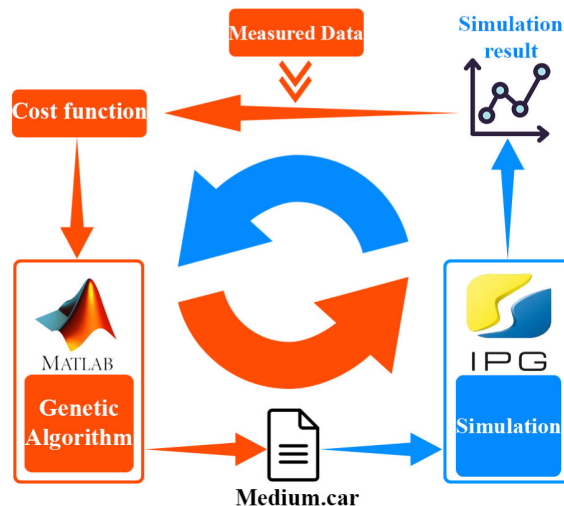 Measured Data
Simulation
result
Cost function
MATLAB
IPG
Genetic
Algorithm
Simulation
Medium.car